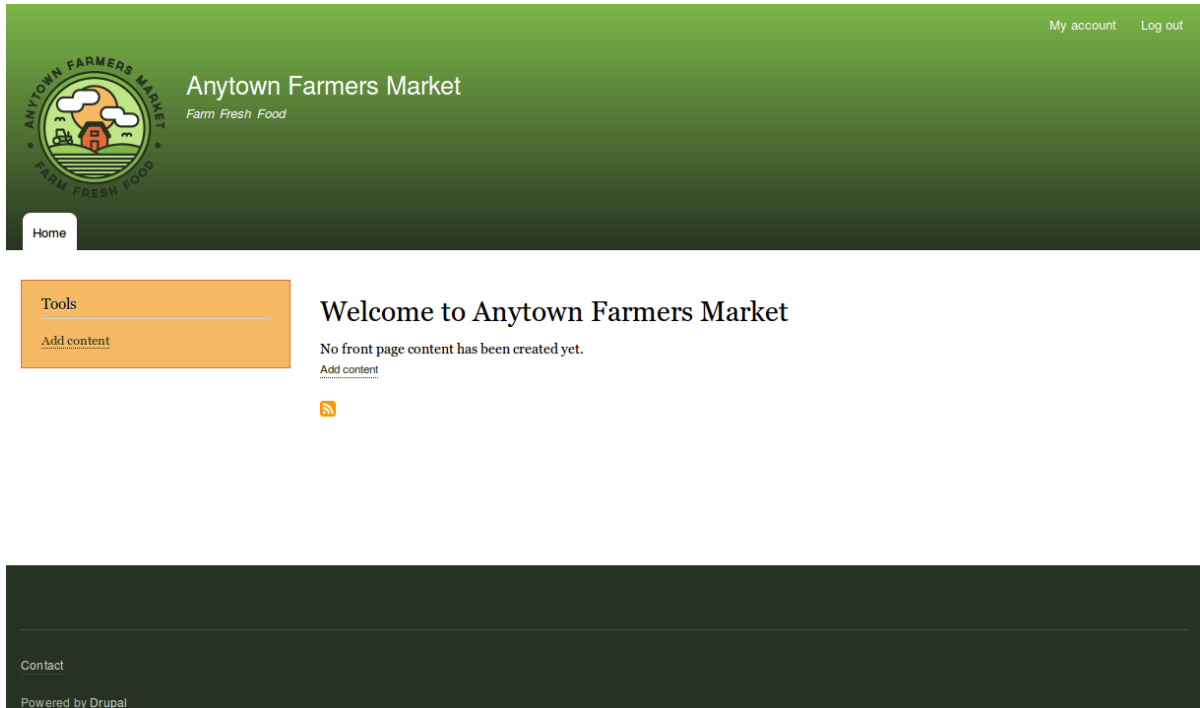 My account Log out
ANYTOWN FARMERS MARKET
FARM FRESH FOOD
Anytown Farmers Market
Farm Fresh Food
Home
Tools
Add content
Welcome to Anytown Farmers Market
No front page content has been created yet.
Add content
Contact
Powered by Drupal